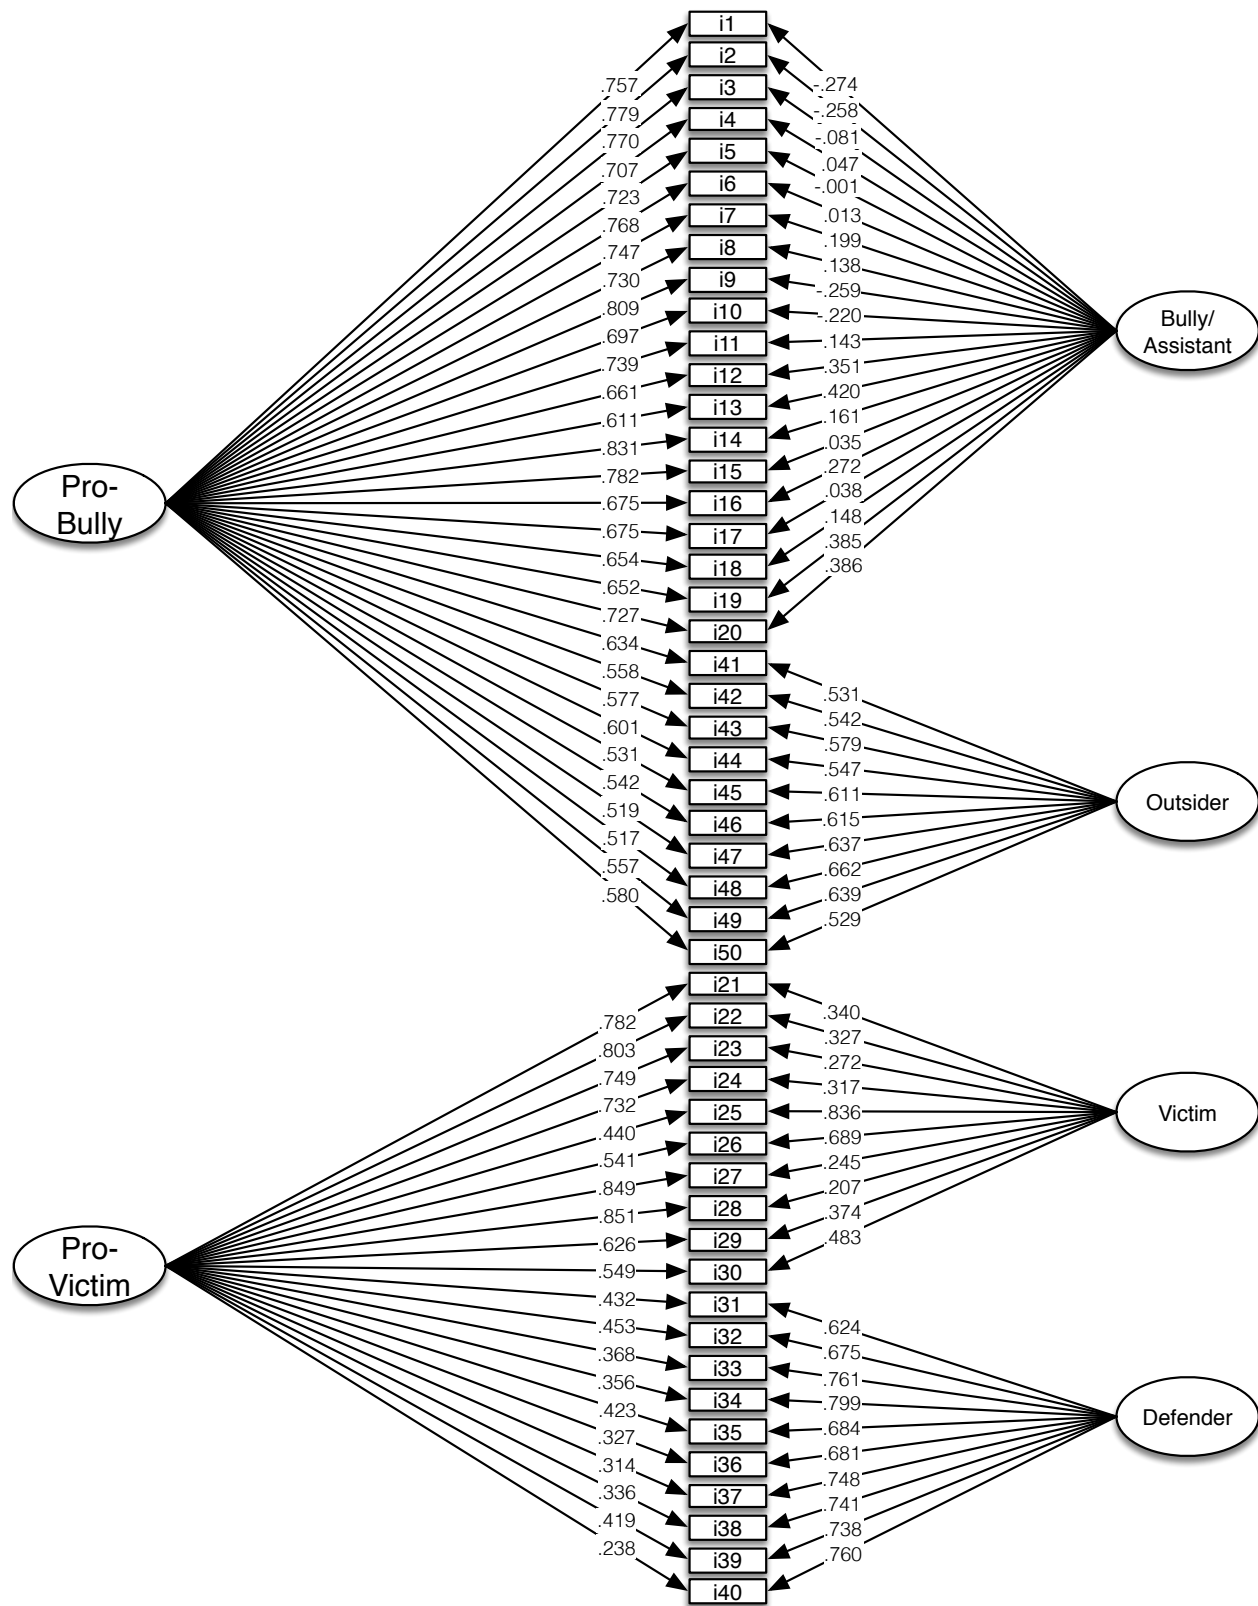 i1
i2
i3
i4
i5
i6
i7
i8
i9
i10
i11
i12
i13
i14
i15
i16
i17
i18
i19
i20
i41
i42
i43
i44
i45
i46
i47
i48
i49
i50
i21
i22
i23
i24
i25
i26
i27
i28
i29
i30
i31
i32
i33
i34
i35
i36
i37
i38
i39
i40
Pro-
Bully
.757
.779
.770
.707
.723
.768
.747
.730
.809
.697
.739
.661
.611
.831
.782
.675
.675
.654
.652
.727
.634
.558
.577
.601
.531
.542
.519
.517
.557
.580
Pro-
Victim
.782
.803
.749
.732
.440
.541
.849
.851
.626
.549
.432
.453
.368
.356
.423
.327
.314
.336
.419
.238
Bully/
Assistant
-.274
-.258
-.081
.047
-.001
.013
.199
.138
-.259
-.220
.143
.351
.420
.161
.035
.272
.038
.148
.385
.386
Outsider
.531
.542
.579
.547
.611
.615
.637
.662
.639
.529
Victim
.340
.327
.272
.317
.836
.689
.245
.207
.374
.483
Defender
.624
.675
.761
.799
.684
.681
.748
.741
.738
.760